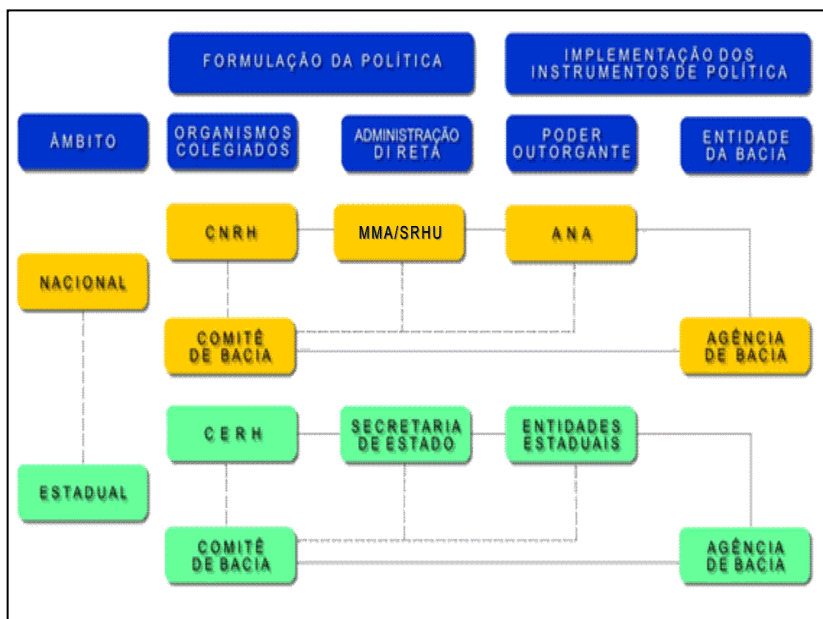 FORMULAÇÃO DA POLÍTICA
IMPLEMENTAÇÃO DOS
INSTRUMENTOS DE POLÍTICA
ÂMBITO
ORGANISMOS
COLEGIADOS
ADMINISTRAÇÃO
DIRETA
PODER
OUTORGANTE
ENTIDADE
DA BACIA
CNRH
MMA/SRHU
ANA
NACIONAL
COMITÊ
DE BACIA
AGÊNCIA
DE BACIA
CERH
SECRETARIA
DE ESTADO
ENTIDADES
ESTADUAIS
ESTADUAL
COMITÊ
DE BACIA
AGÊNCIA
DE BACIA